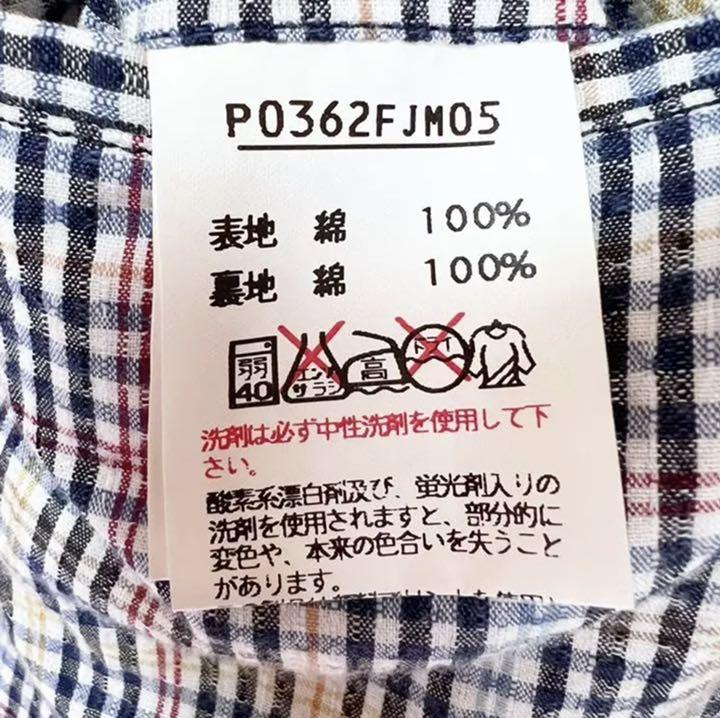 P0362FJM05
表地 綿 100%
裏地 綿 100%
弱 40 エンソ サラシ 高 ドライ
洗剤は必ず中性洗剤を使用して下
さい。
酸素系漂白剤及び、蛍光剤入りの
洗剤を使用されますと、部分的に
変色や、本来の色合いを失うこと
があります。